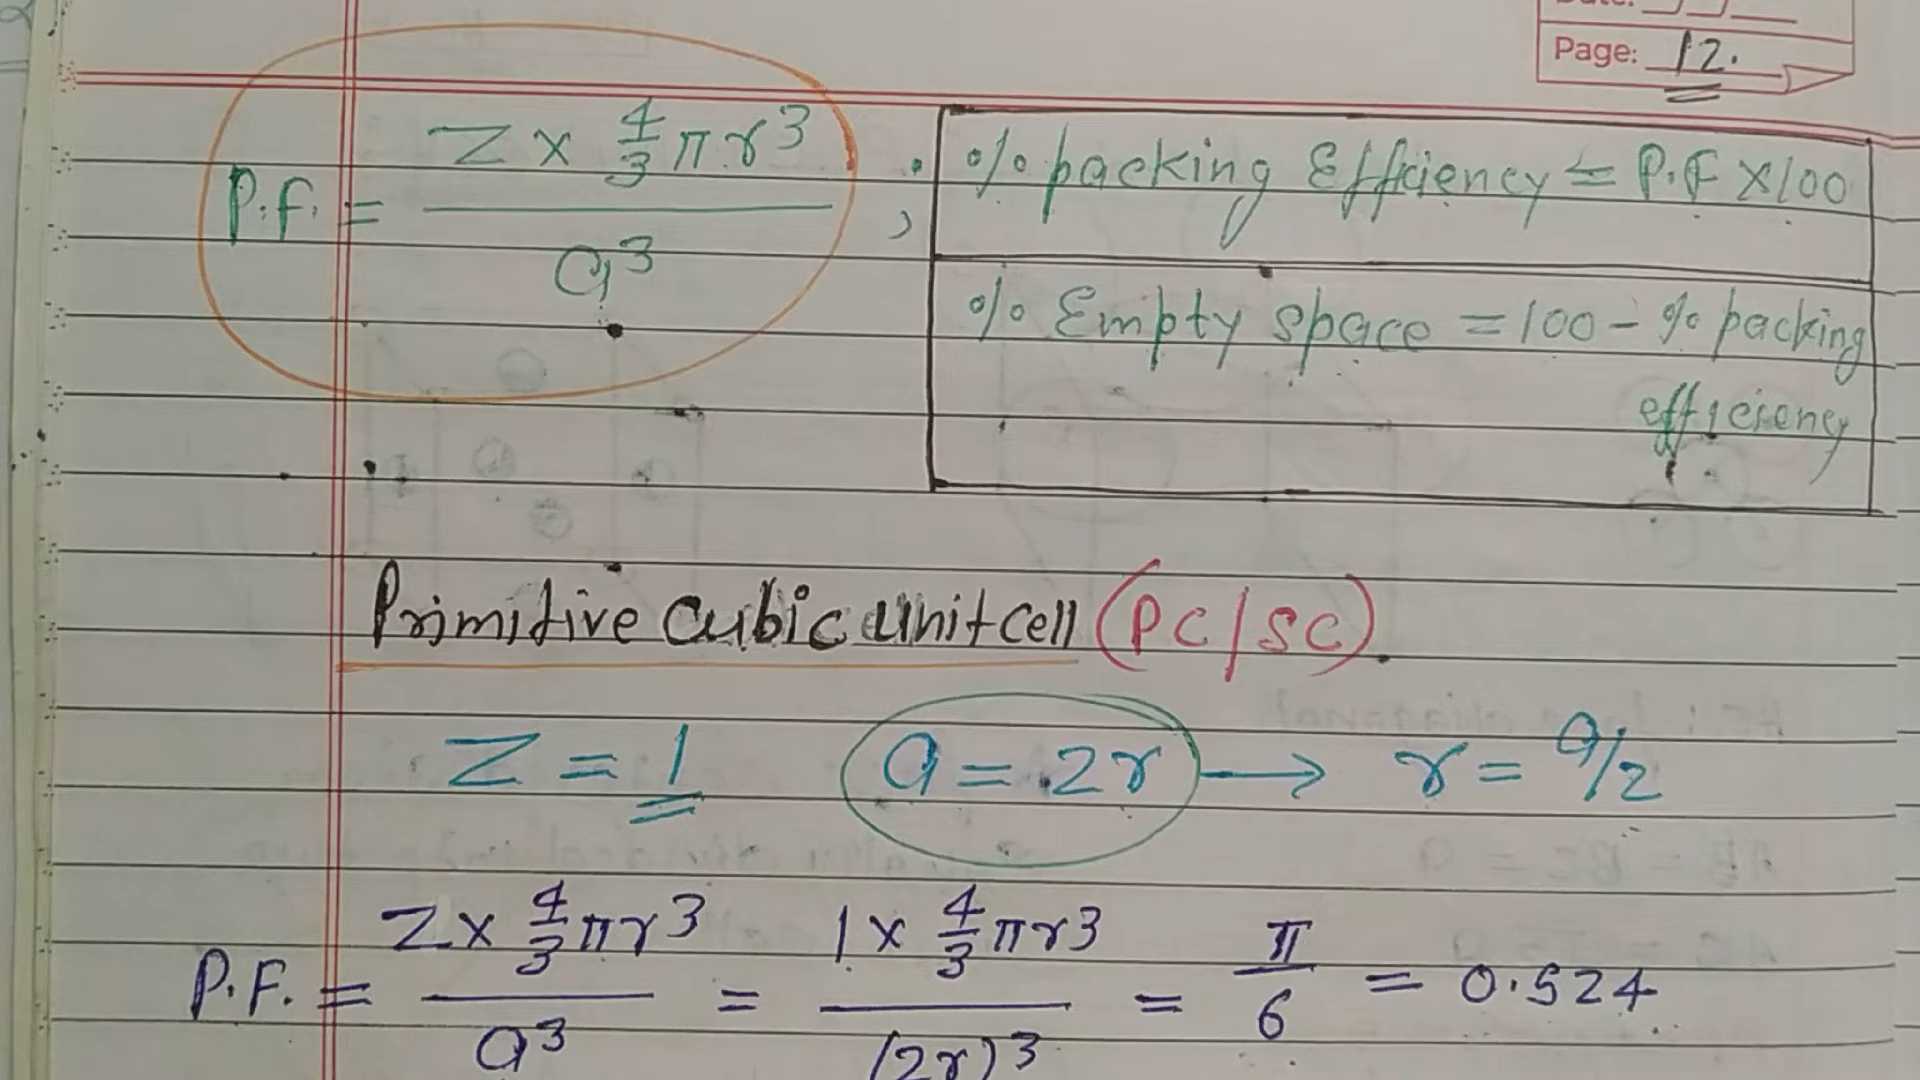 Page: 12.
P.F. = Z × 4/3 πr³ / a³ ,
% packing Efficiency = P.F × 100
% Empty space = 100 - % packing
efficiency
Primitive Cubic Unit cell (PC/SC).
Z = 1 a = 2r → r = a/2
P.F. = Z × 4/3 πr³ / a³ = 1 × 4/3 πr³ / (2r)³ = π/6 = 0.524